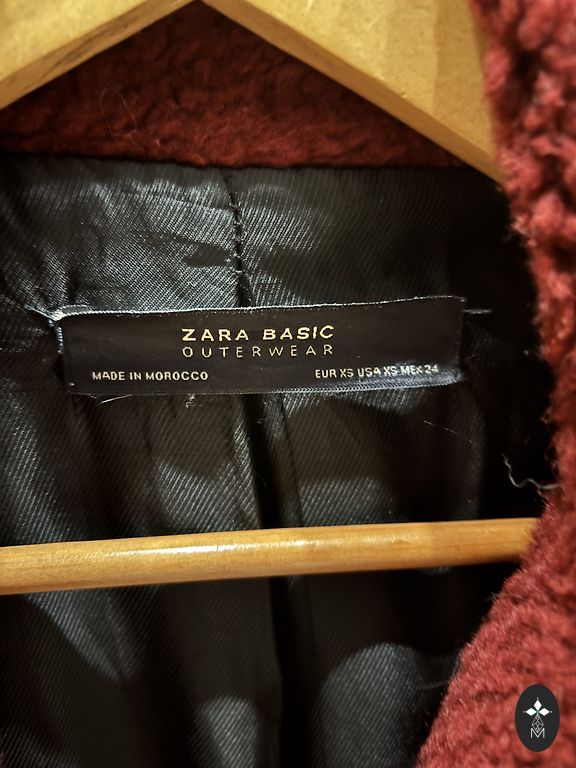 ZARA BASIC
OUTERWEAR
MADE IN MOROCCO
EUR XS USA XS MEX 24
M